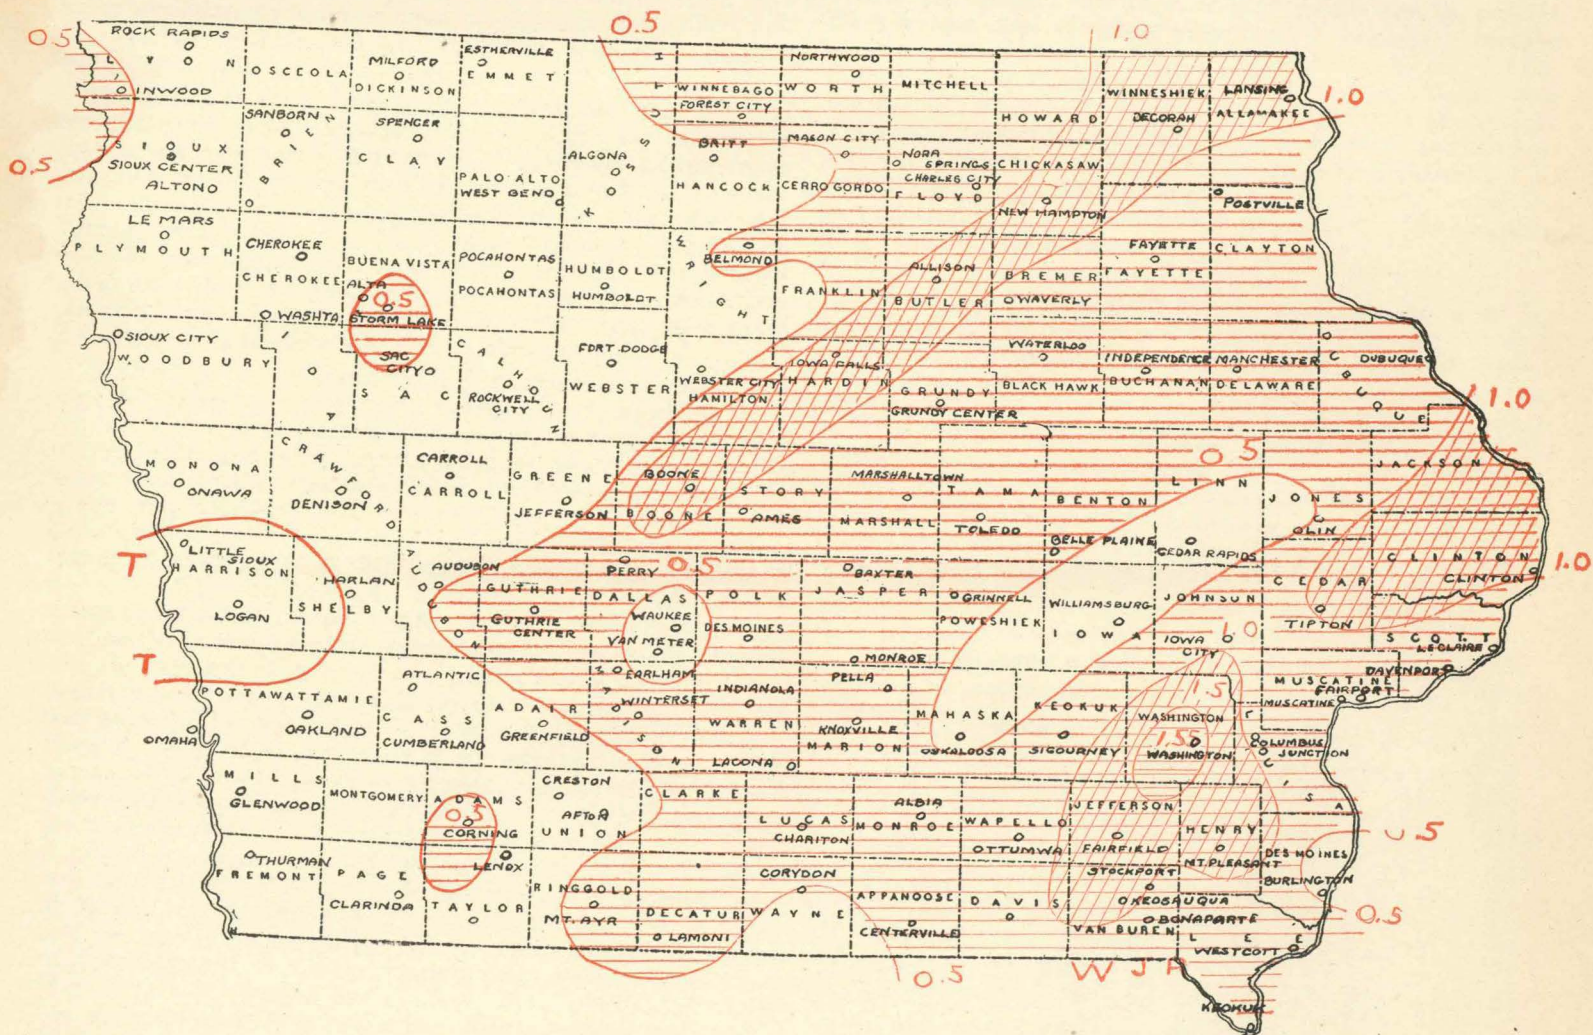 0.5
0.5
1.0
ROCK RAPIDS
LYON
INWOOD
OSCEOLA
MILFORD
DICKINSON
ESTHERVILLE
EMMET
WINNEBAGO
FOREST CITY
NORTHWOOD
WORTH
MITCHELL
HOWARD
WINNESHIEK
DECORAH
LANSING
ALLAMAKEE
1.0
0.5
SIOUX
SIOUX CENTER
ALTONO
SANBORN
BRIEN
SPENCER
CLAY
PALO ALTO
WEST BEND
ALGONA
KOSSUTH
BRITT
HANCOCK
MASON CITY
CERRO GORDO
NORA
SPRINGS
CHARLES CITY
FLOYD
CHICKASAW
NEW HAMPTON
POSTVILLE
LE MARS
PLYMOUTH
CHEROKEE
CHEROKEE
WASHTA
BUENA VISTA
ALTA
0.5
STORM LAKE
POCAHONTAS
POCAHONTAS
HUMBOLDT
HUMBOLDT
WRIGHT
BELMOND
FRANKLIN
ALLISON
BUTLER
BREMER
WAVERLY
FAYETTE
FAYETTE
CLAYTON
SIOUX CITY
WOODBURY
IDA
SAC
CITY
SAC
CALHOUN
ROCKWELL
CITY
FORT DODGE
WEBSTER
WEBSTER CITY
HAMILTON
IOWA FALLS
HARDIN
GRUNDY
GRUNDY CENTER
WATERLOO
BLACK HAWK
INDEPENDENCE
BUCHANAN
MANCHESTER
DELAWARE
DUBUQUE
DUBUQUE
1.0
MONONA
ONAWA
CRAWFORD
DENISON
CARROLL
CARROLL
GREENE
JEFFERSON
BOONE
BOONE
STORY
AMES
MARSHALLTOWN
MARSHALL
TAMA
TOLEDO
BENTON
BELLE PLAINE
0 5
LINN
CEDAR RAPIDS
JONES
OLIN
JACKSON
T
LITTLE
SIOUX
HARRISON
LOGAN
HARLAN
SHELBY
AUDUBON
AUDUBON
GUTHRIE
GUTHRIE
CENTER
PERRY
0.5
DALLAS
WAUKEE
VAN METER
POLK
DES MOINES
BAXTER
JASPER
MONROE
GRINNELL
POWESHIEK
WILLIAMSBURG
IOWA
JOHNSON
IOWA
CITY
1.0
CEDAR
TIPTON
CLINTON
CLINTON
1.0
SCOTT
LE CLAIRE
DAVENPORT
T
POTTAWATTAMIE
OAKLAND
OMAHA
ATLANTIC
CASS
CUMBERLAND
ADAIR
GREENFIELD
EARLHAM
WINTERSET
MADISON
INDIANOLA
WARREN
LACONA
PELLA
KNOXVILLE
MARION
MAHASKA
OSKALOOSA
KEOKUK
SIGOURNEY
1.5
WASHINGTON
1.55
WASHINGTON
MUSCATINE
FAIRPORT
MUSCATINE
COLUMBUS
JUNCTION
LOUISA
MILLS
GLENWOOD
MONTGOMERY
ADAMS
0.5
CORNING
CRESTON
AFTON
UNION
CLARKE
LUCAS
CHARITON
ALBIA
MONROE
WAPELLO
OTTUMWA
JEFFERSON
FAIRFIELD
HENRY
MT. PLEASANT
DES MOINES
BURLINGTON
0.5
THURMAN
FREMONT
PAGE
CLARINDA
LENOX
TAYLOR
RINGGOLD
MT. AYR
DECATUR
LAMONI
CORYDON
WAYNE
APPANOOSE
CENTERVILLE
DAVIS
STOCKPORT
KEOSAUQUA
BONAPARTE
VAN BUREN
LEE
WESTCOTT
0.5
0.5
WJP
KEOKUK